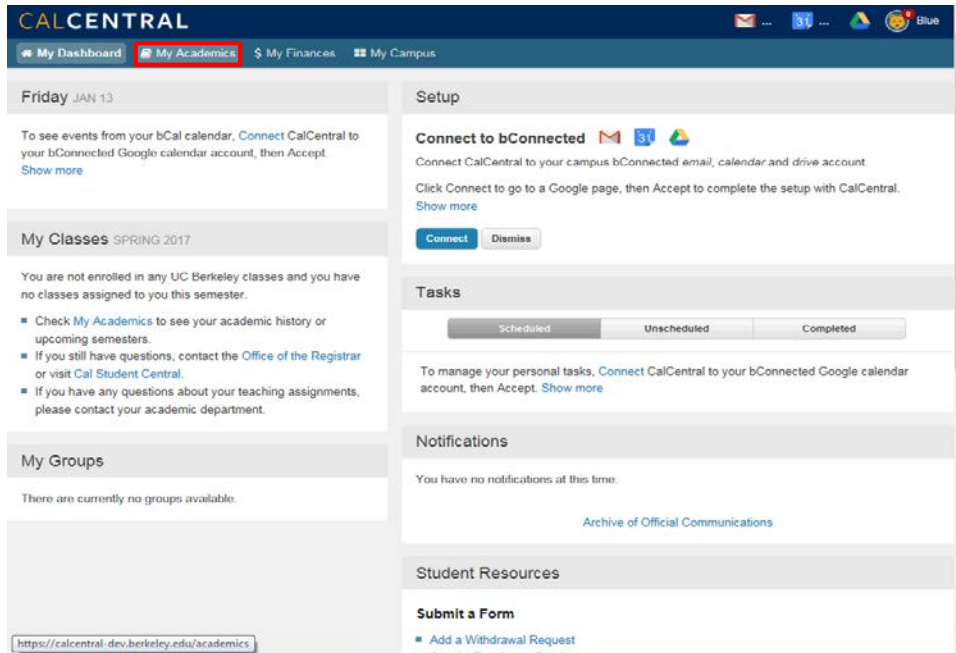 CALCENTRAL
... 31 ... Blue
My Dashboard My Academics $ My Finances My Campus
Friday JAN 13
To see events from your bCal calendar, Connect CalCentral to
your bConnected Google calendar account, then Accept.
Show more
My Classes SPRING 2017
You are not enrolled in any UC Berkeley classes and you have
no classes assigned to you this semester.
Check My Academics to see your academic history or
upcoming semesters.
If you still have questions, contact the Office of the Registrar
or visit Cal Student Central.
If you have any questions about your teaching assignments,
please contact your academic department.
My Groups
There are currently no groups available.
https://calcentral-dev.berkeley.edu/academics
Setup
Connect to bConnected 31
Connect CalCentral to your campus bConnected email, calendar and drive account.
Click Connect to go to a Google page, then Accept to complete the setup with CalCentral.
Show more
Connect Dismiss
Tasks
Scheduled Unscheduled Completed
To manage your personal tasks, Connect CalCentral to your bConnected Google calendar
account, then Accept. Show more
Notifications
You have no notifications at this time.
Archive of Official Communications
Student Resources
Submit a Form
Add a Withdrawal Request